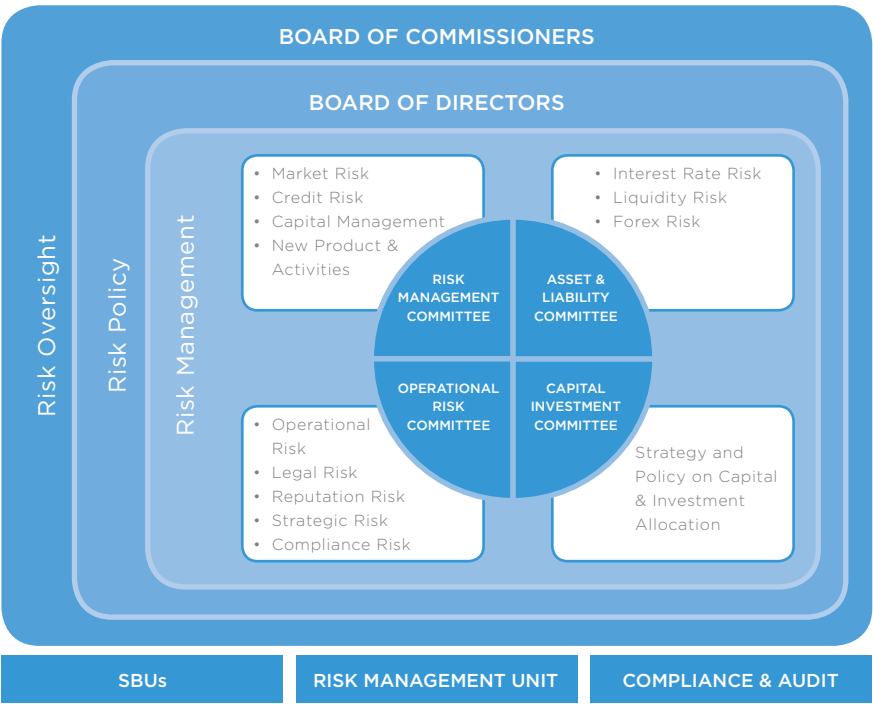 BOARD OF COMMISSIONERS
BOARD OF DIRECTORS
Risk Oversight
Risk Policy
Risk Management
• Market Risk
• Credit Risk
• Capital Management
• New Product &
Activities
• Interest Rate Risk
• Liquidity Risk
• Forex Risk
RISK
MANAGEMENT
COMMITTEE
ASSET &
LIABILITY
COMMITTEE
OPERATIONAL
RISK
COMMITTEE
CAPITAL
INVESTMENT
COMMITTEE
• Operational
Risk
• Legal Risk
• Reputation Risk
• Strategic Risk
• Compliance Risk
Strategy and
Policy on Capital
& Investment
Allocation
SBUs
RISK MANAGEMENT UNIT
COMPLIANCE & AUDIT